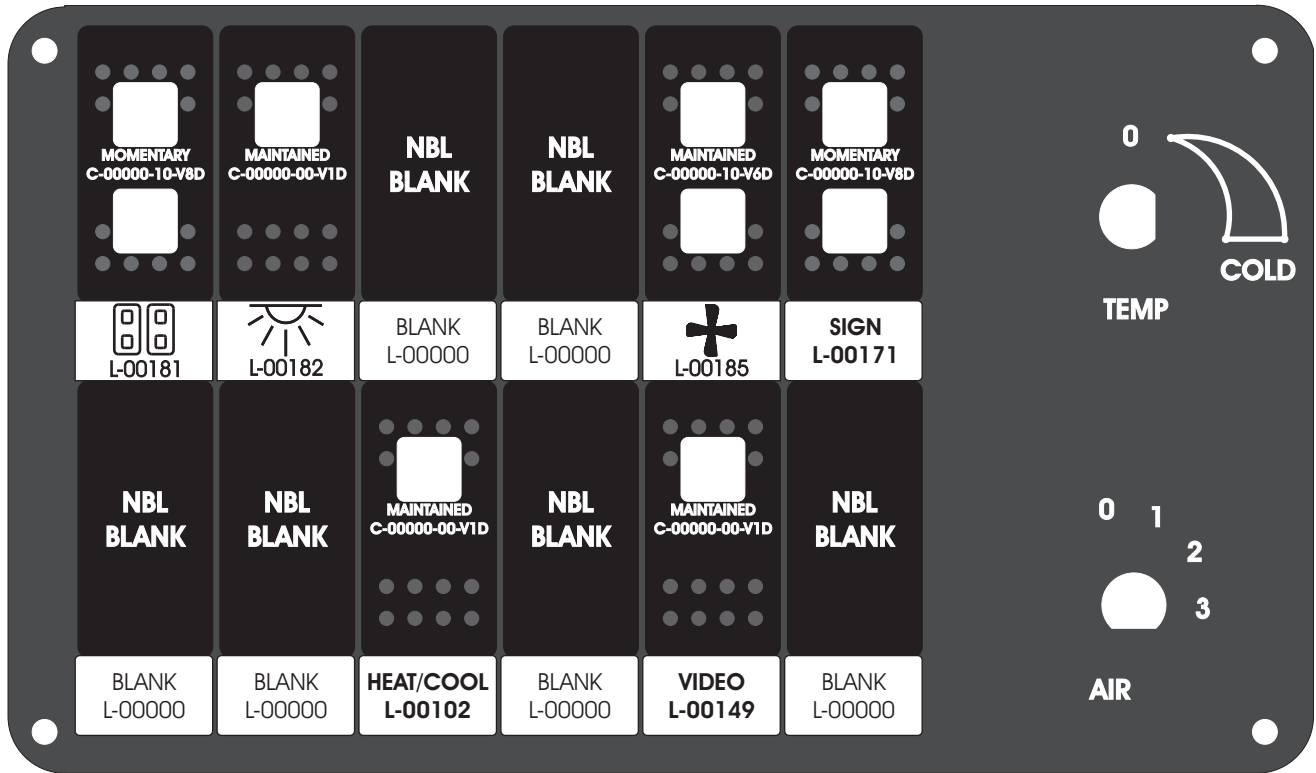 MOMENTARY
C-00000-10-V8D
MAINTAINED
C-00000-00-V1D
NBL
BLANK
NBL
BLANK
MAINTAINED
C-00000-10-V6D
MOMENTARY
C-00000-10-V8D
L-00181
L-00182
BLANK
L-00000
BLANK
L-00000
L-00185
SIGN
L-00171
NBL
BLANK
NBL
BLANK
MAINTAINED
C-00000-00-V1D
NBL
BLANK
MAINTAINED
C-00000-00-V1D
NBL
BLANK
BLANK
L-00000
BLANK
L-00000
HEAT/COOL
L-00102
BLANK
L-00000
VIDEO
L-00149
BLANK
L-00000
0
COLD
TEMP
0
1
2
3
AIR